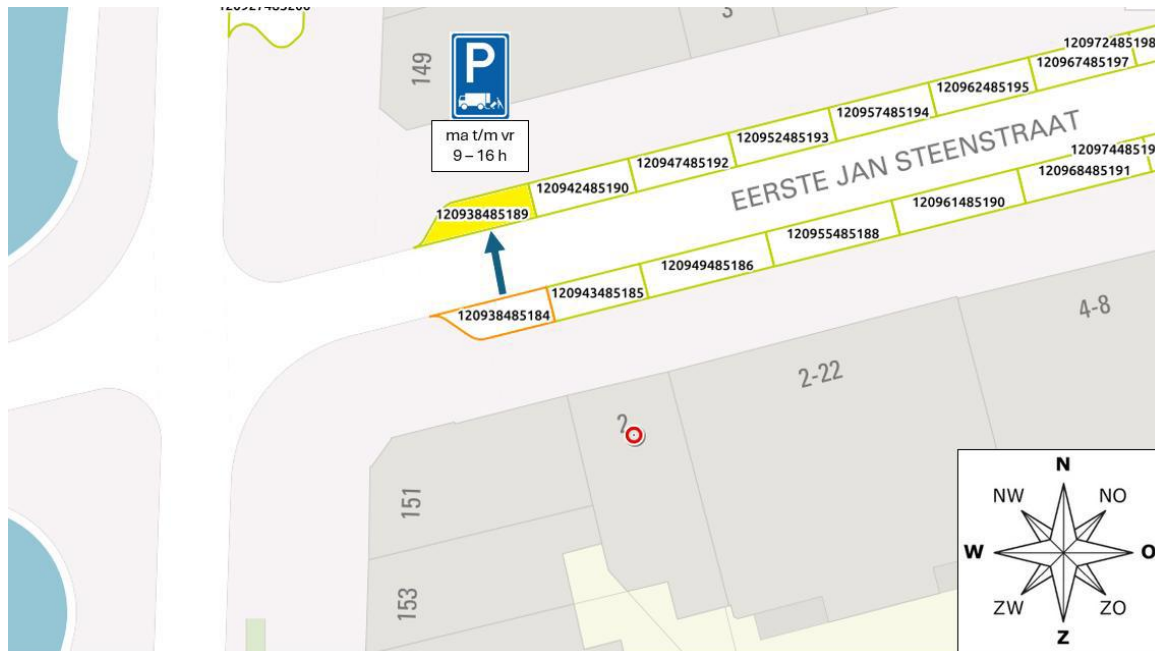 3
149
P
ma t/m vr
9 – 16 h
120972485198
120967485197
120962485195
120957485194
120952485193
120947485192
120942485190
120938485189
EERSTE JAN STEENSTRAAT
120968485191
120961485190
120955485188
120949485186
120943485185
120938485184
4-8
2-22
2
151
153
N
NW
NO
W
O
ZW
ZO
Z